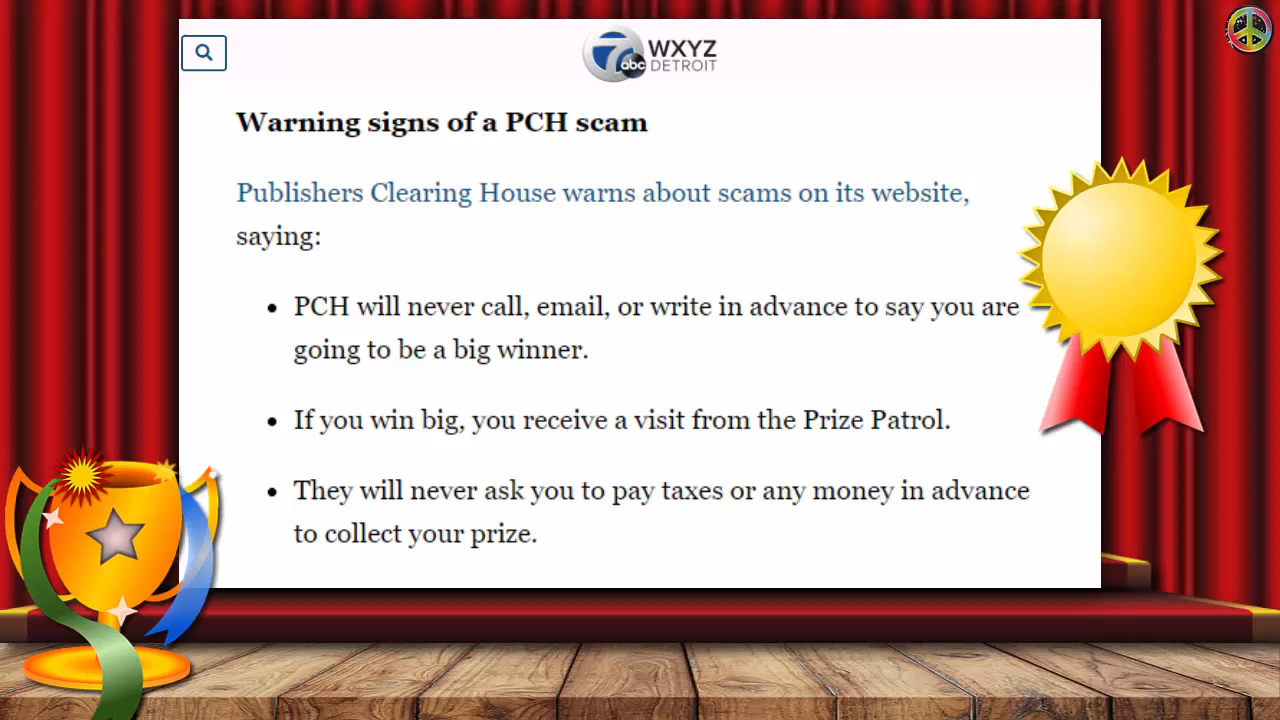 7 abc WXYZ
DETROIT
Warning signs of a PCH scam
Publishers Clearing House warns about scams on its website,
saying:
• PCH will never call, email, or write in advance to say you are
going to be a big winner.
• If you win big, you receive a visit from the Prize Patrol.
• They will never ask you to pay taxes or any money in advance
to collect your prize.